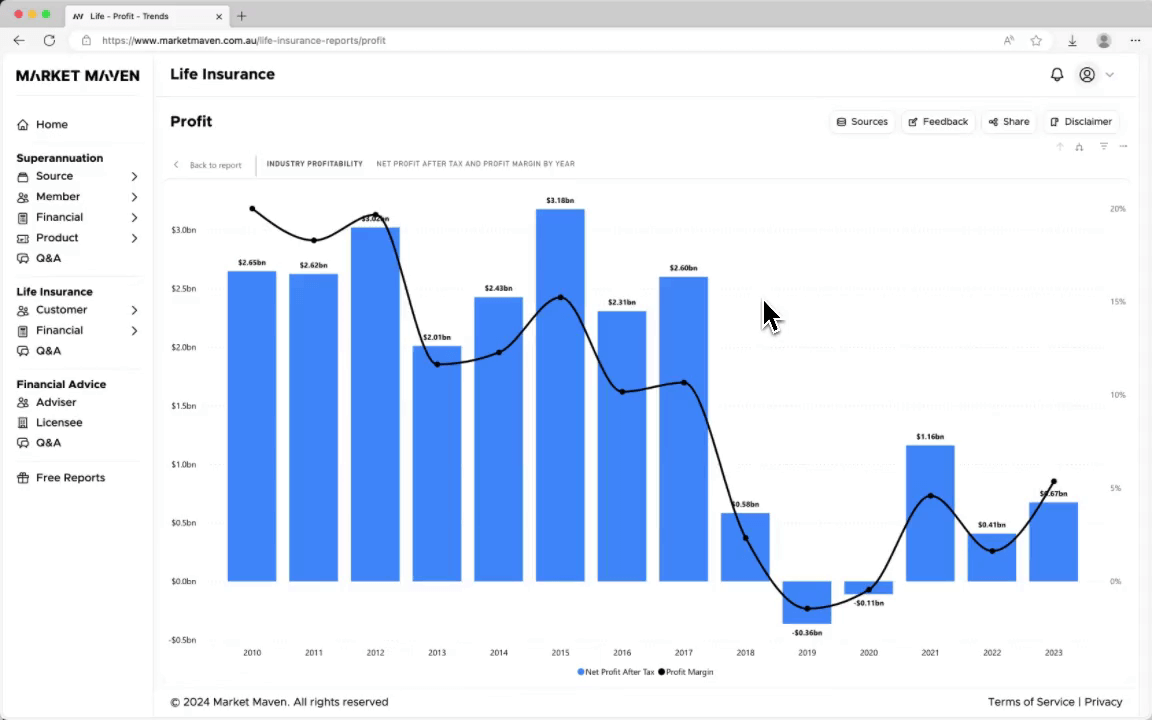 Life - Profit - Trends
https://www.marketmaven.com.au/life-insurance-reports/profit
MARKET MAVEN
Life Insurance
Home
Superannuation
Source
Member
Financial
Product
Q&A
Life Insurance
Customer
Financial
Q&A
Financial Advice
Adviser
Licensee
Q&A
Free Reports
Profit
Sources Feedback Share Disclaimer
Back to report INDUSTRY PROFITABILITY NET PROFIT AFTER TAX AND PROFIT MARGIN BY YEAR
$3.0bn
$2.5bn
$2.0bn
$1.5bn
$1.0bn
$0.5bn
$0.0bn
-$0.5bn
$2.65bn
$2.62bn
$3.02bn
$2.01bn
$2.43bn
$3.18bn
$2.31bn
$2.60bn
$0.58bn
-$0.36bn
-$0.11bn
$1.16bn
$0.41bn
$0.67bn
20%
15%
10%
5%
0%
2010 2011 2012 2013 2014 2015 2016 2017 2018 2019 2020 2021 2022 2023
Net Profit After Tax Profit Margin
© 2024 Market Maven. All rights reserved
Terms of Service | Privacy